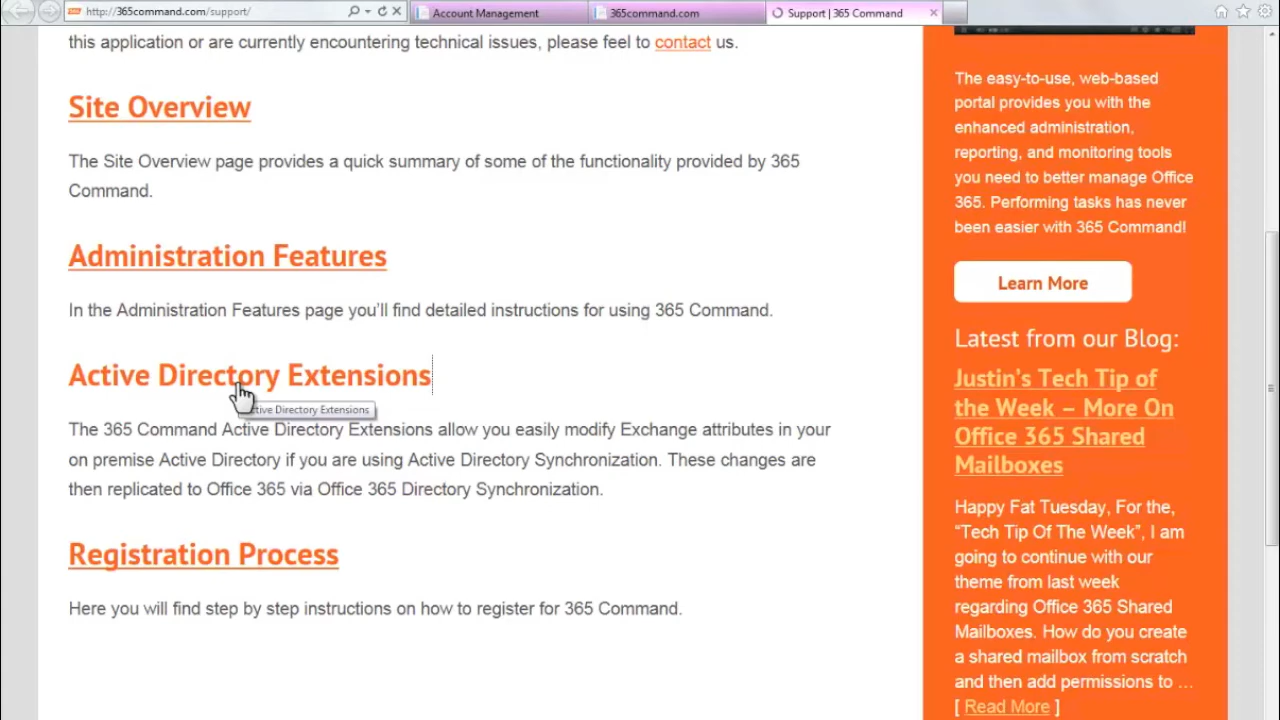 http://365command.com/support/
Account Management
365command.com
Support | 365 Command
this application or are currently encountering technical issues, please feel to contact us.
Site Overview
The Site Overview page provides a quick summary of some of the functionality provided by 365
Command.
Administration Features
In the Administration Features page you'll find detailed instructions for using 365 Command.
Active Directory Extensions
Active Directory Extensions
The 365 Command Active Directory Extensions allow you easily modify Exchange attributes in your
on premise Active Directory if you are using Active Directory Synchronization. These changes are
then replicated to Office 365 via Office 365 Directory Synchronization.
Registration Process
Here you will find step by step instructions on how to register for 365 Command.
The easy-to-use, web-based
portal provides you with the
enhanced administration,
reporting, and monitoring tools
you need to better manage Office
365. Performing tasks has never
been easier with 365 Command!
Learn More
Latest from our Blog:
Justin's Tech Tip of
the Week – More On
Office 365 Shared
Mailboxes
Happy Fat Tuesday, For the,
“Tech Tip Of The Week”, I am
going to continue with our
theme from last week
regarding Office 365 Shared
Mailboxes. How do you create
a shared mailbox from scratch
and then add permissions to …
[ Read More ]